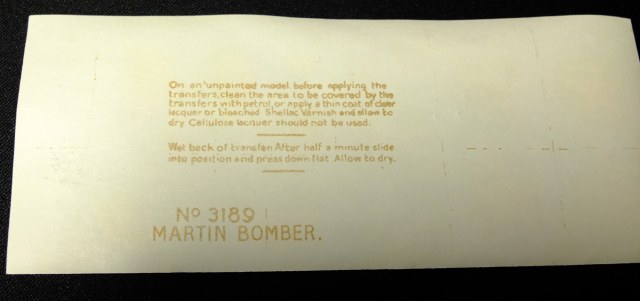 On an unpainted model, before applying the
transfers, clean the area to be covered by the
transfers with petrol, or apply a thin coat of clear
lacquer or bleached Shellac Varnish and allow to
dry. Cellulose lacquer should not be used.
Wet back of transfer. After half a minute slide
into position and press down flat. Allow to dry.
No 3189
MARTIN BOMBER.